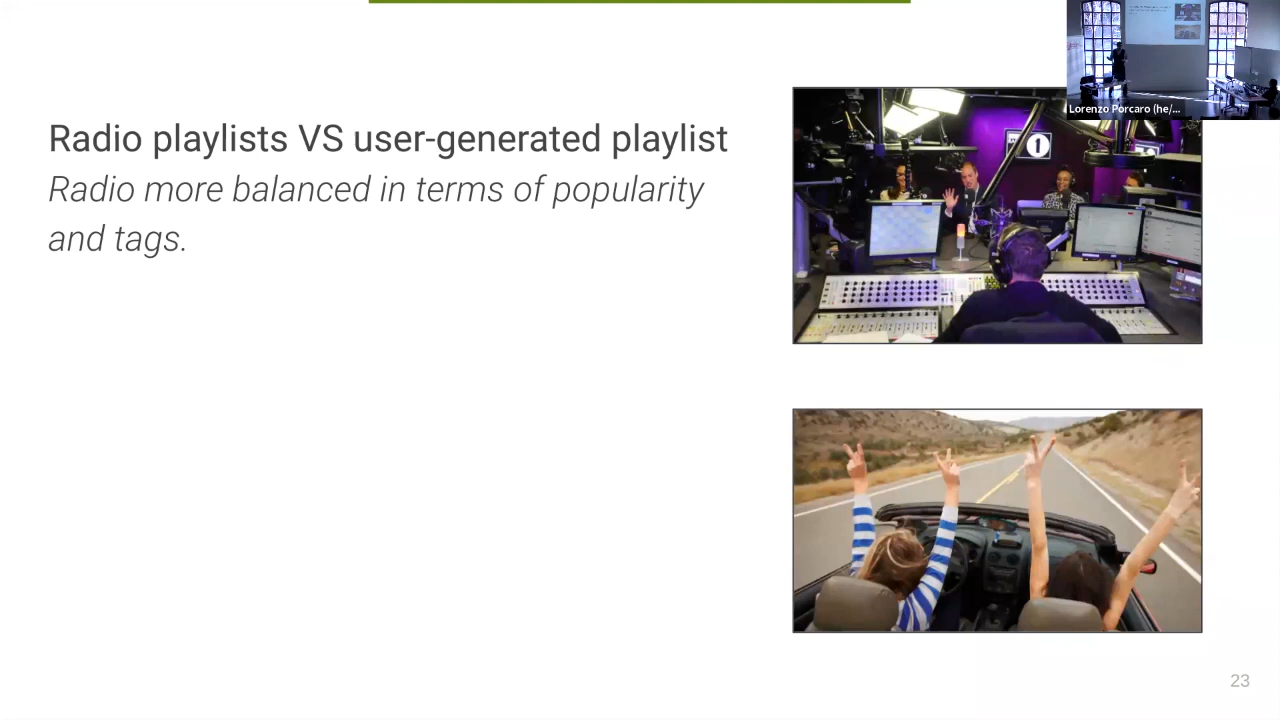 Radio playlists VS user-generated playlist
Radio more balanced in terms of popularity
and tags.
Lorenzo Porcaro (he/...
1
23